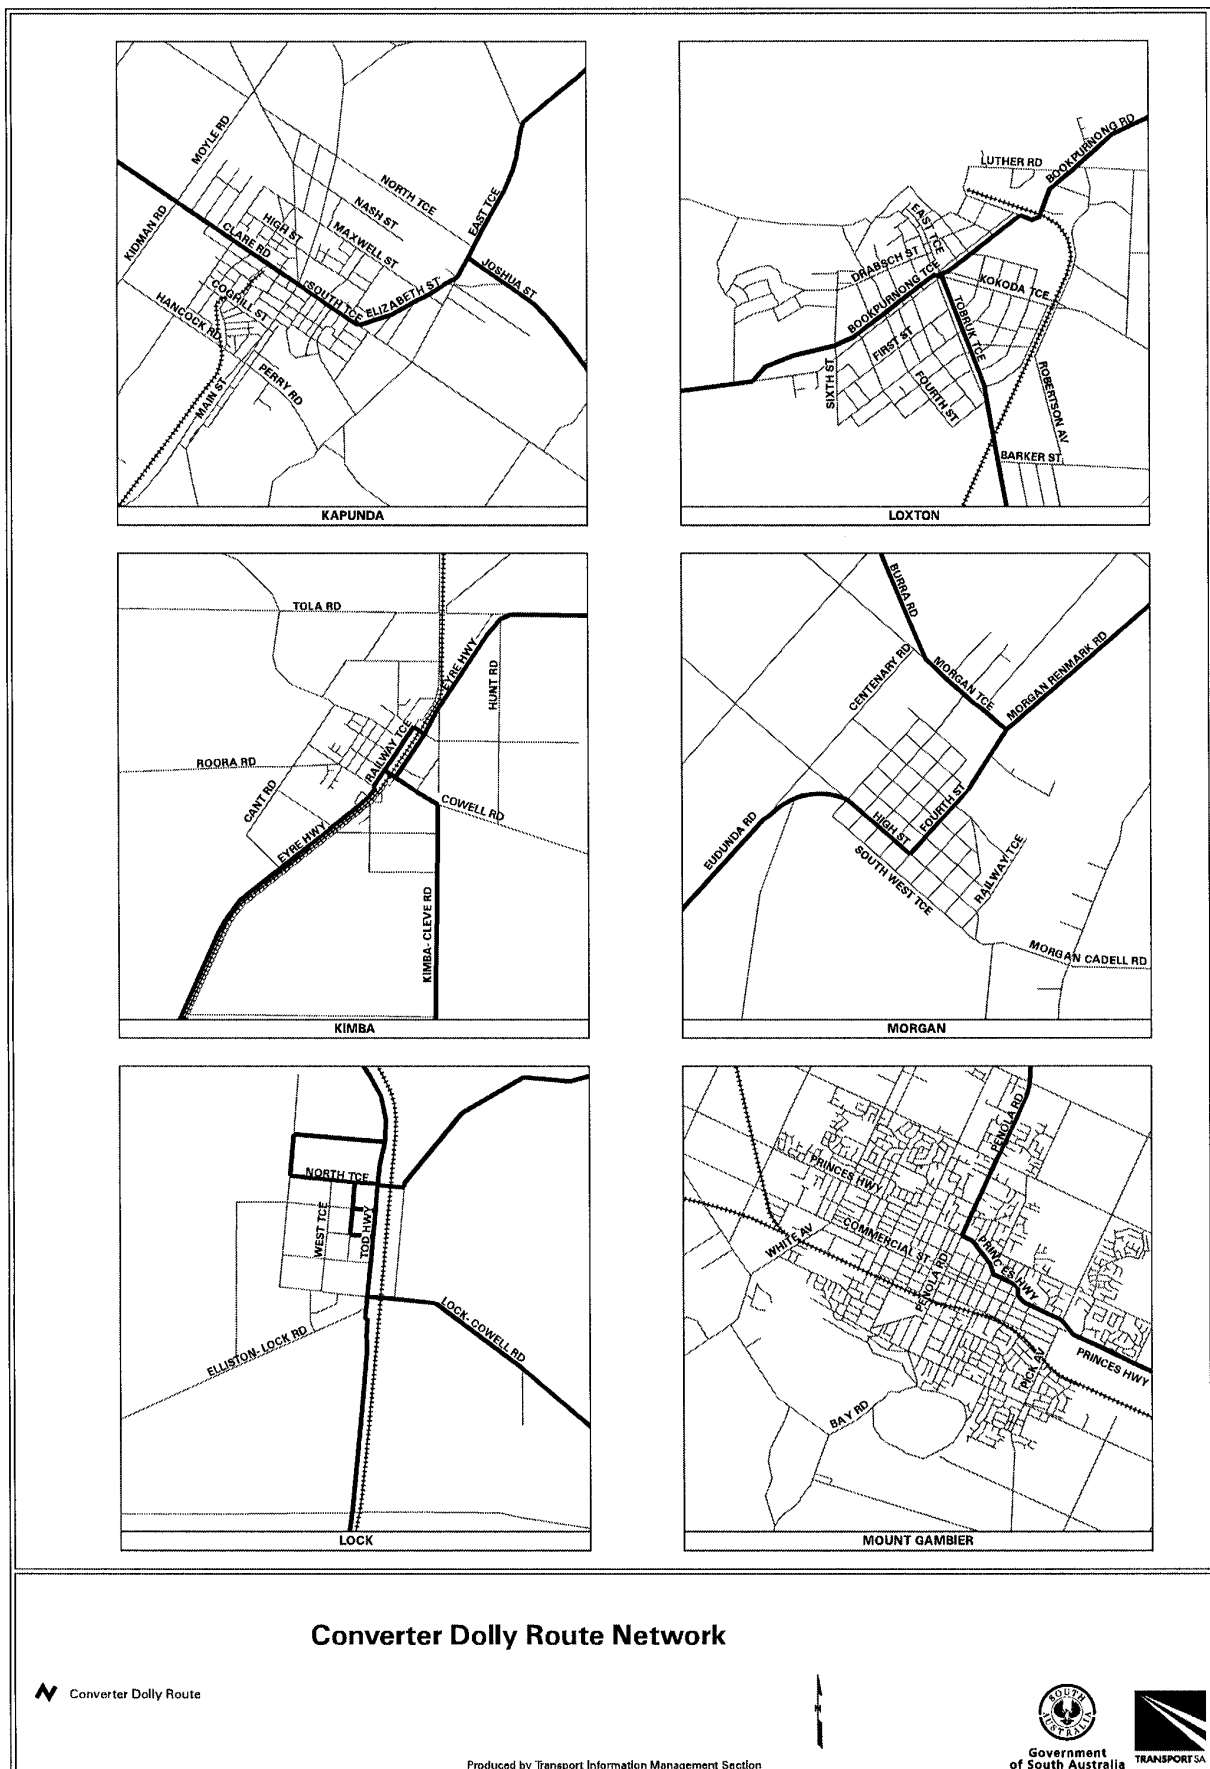 MOYLE RD
NORTH TCE
NASH ST
MAXWELL ST
HIGH ST
EAST TCE
KIDMAN RD
CLARE RD
JOSHUA ST
SOUTH TCE
ELIZABETH ST
COGHILL ST
HANCOCK RD
PERRY RD
MAIN ST
KAPUNDA
BOOKPURNONG RD
LUTHER RD
EAST TCE
DRABSCH ST
KOKODA TCE
BOOKPURNONG TCE
TOBRUK TCE
FIRST ST
SIXTH ST
FOURTH ST
ROBERTSON AV
BARKER ST
LOXTON
TOLA RD
EYRE HWY
HUNT RD
RAILWAY TCE
ROORA RD
CANT RD
COWELL RD
EYRE HWY
KIMBA- CLEVE RD
KIMBA
BURRA RD
CENTENARY RD
MORGAN TCE
MORGAN RENMARK RD
FOURTH ST
HIGH ST
EUDUNDA RD
SOUTH WEST TCE
RAILWAY TCE
MORGAN CADELL RD
MORGAN
NORTH TCE
WEST TCE
TOD HWY
LOCK- COWELL RD
ELLISTON- LOCK RD
LOCK
PENOLA RD
PRINCES HWY
WHITE AV
COMMERCIAL ST
PENOLA RD
PRINCES HWY
PRINCES HWY
PICK AV
BAY RD
MOUNT GAMBIER
Converter Dolly Route Network
Converter Dolly Route
N
SOUTH
AUSTRALIA
Government
of South Australia
TRANSPORT SA
Produced by Transport Information Management Section